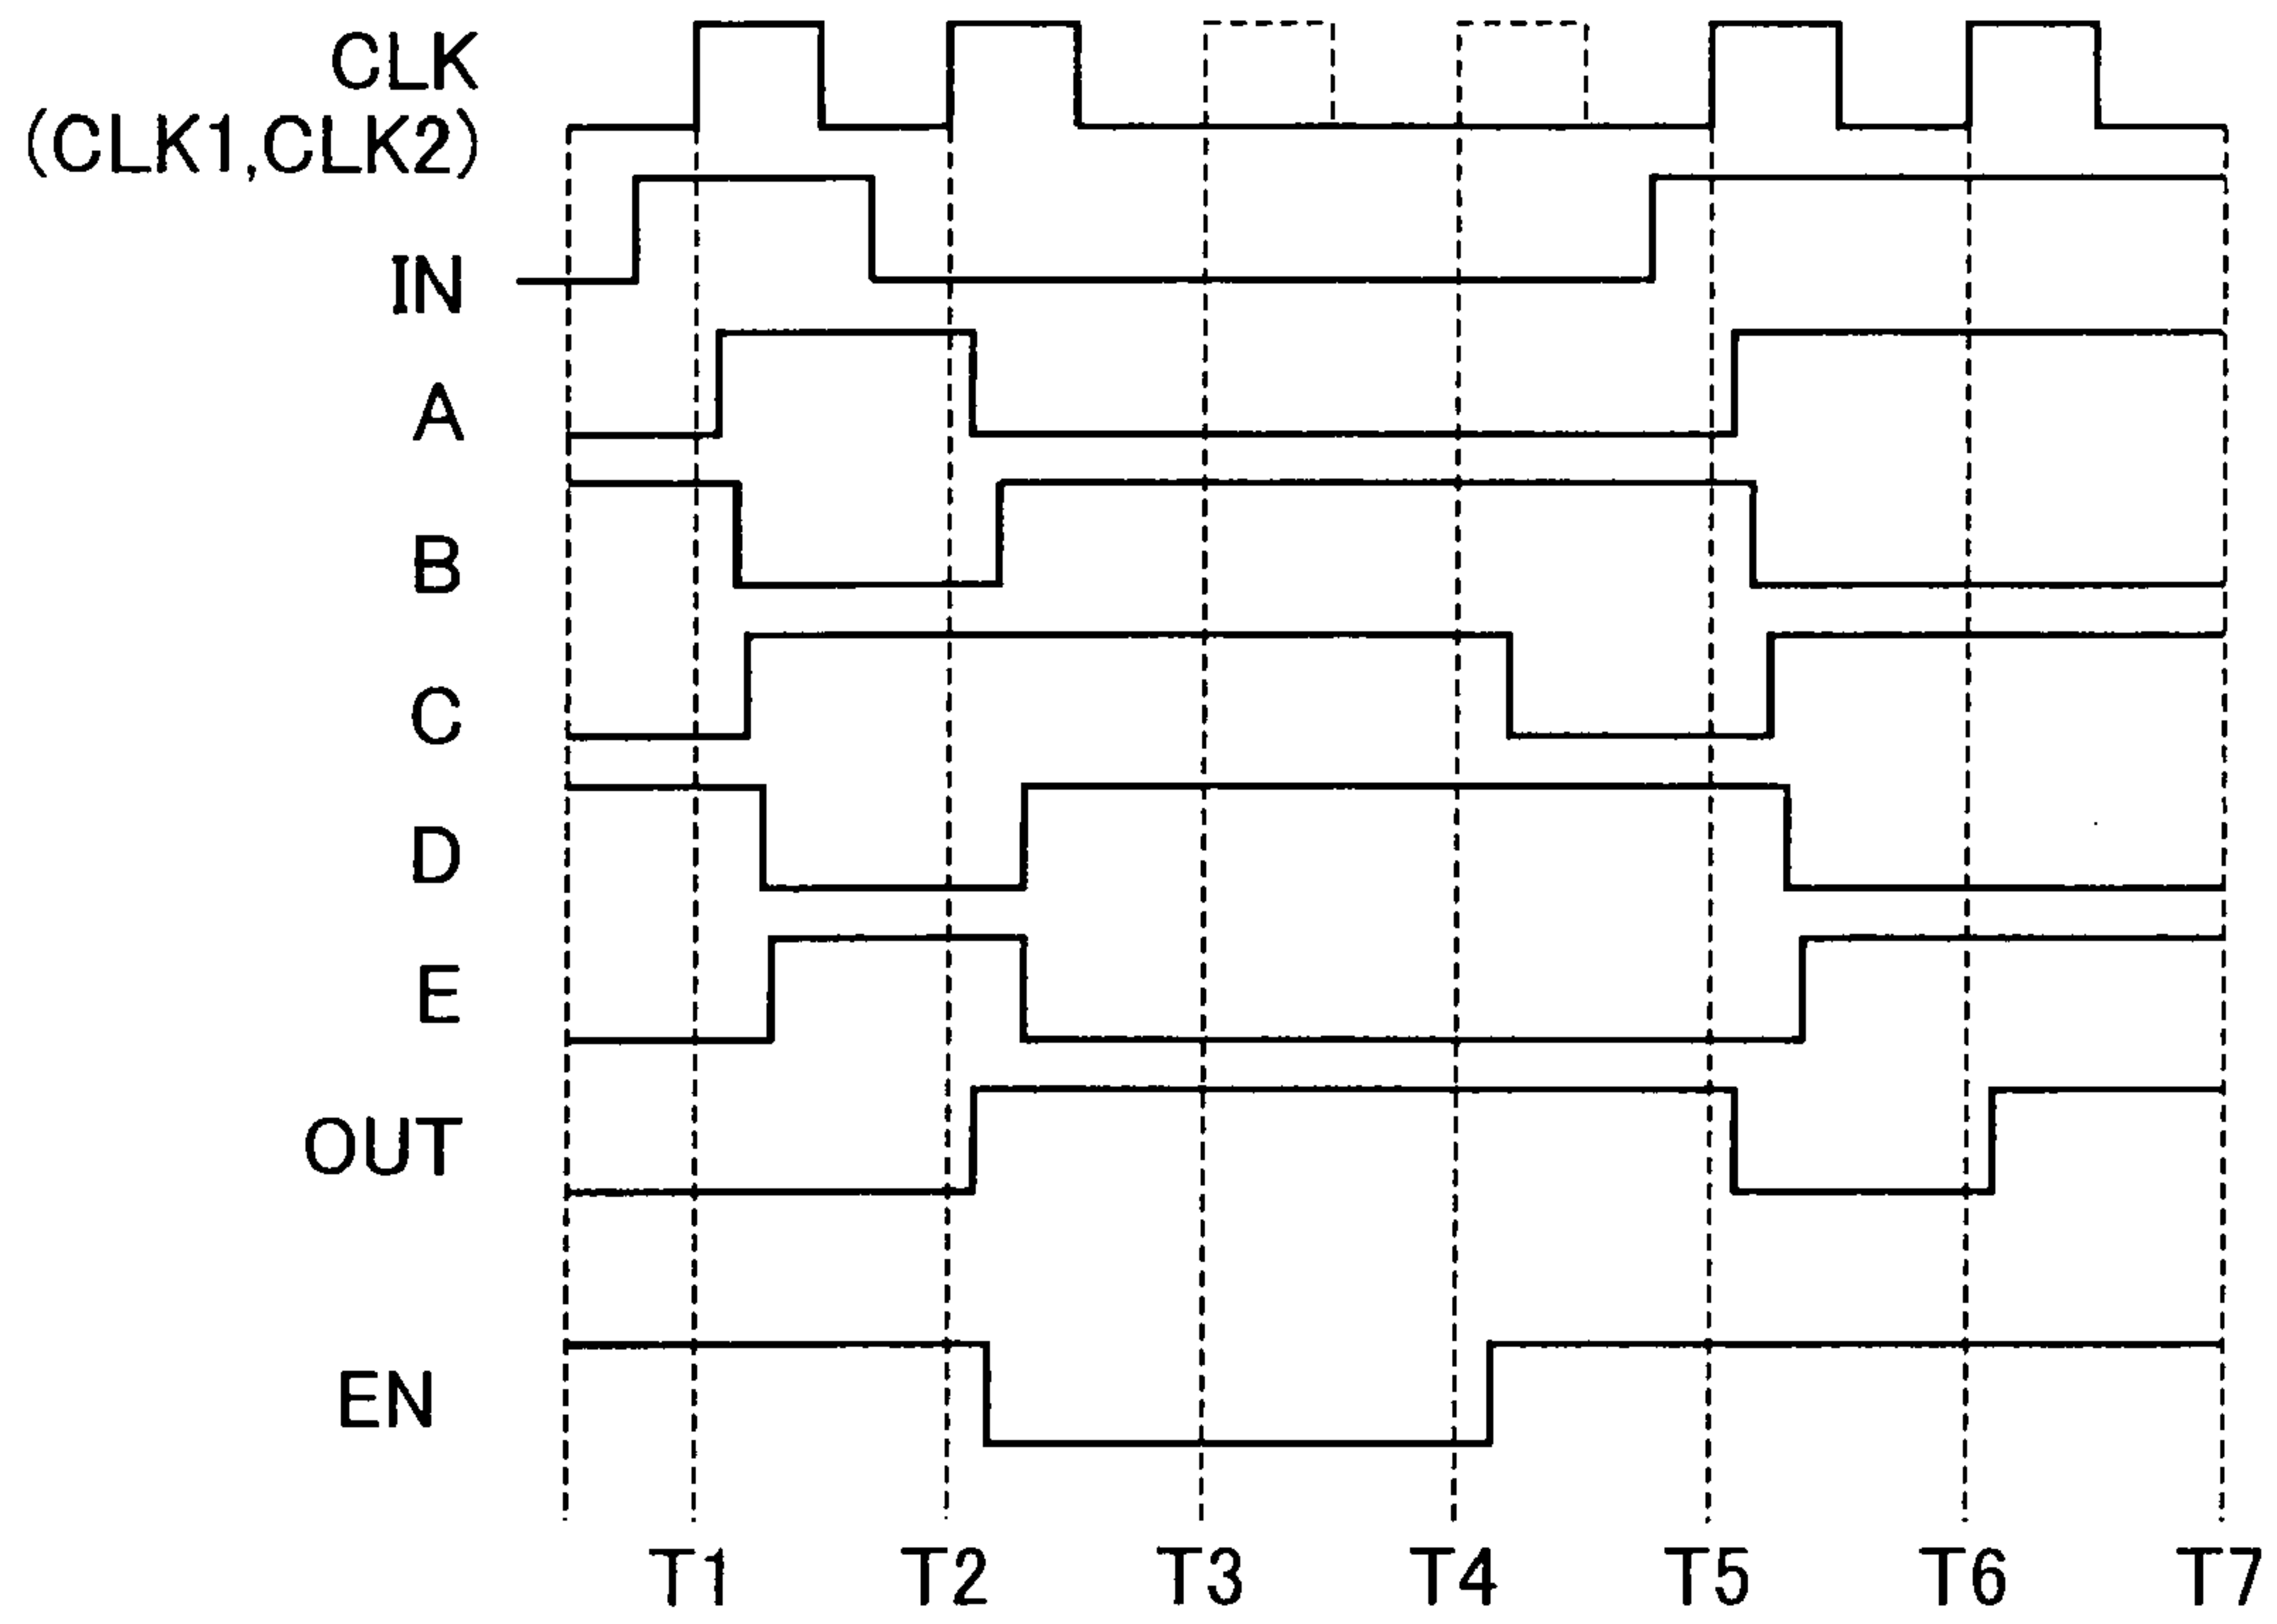 CLK
(CLK1,CLK2)
IN
A
B
C
D
E
OUT
EN
T1 T2 T3 T4 T5 T6 T7